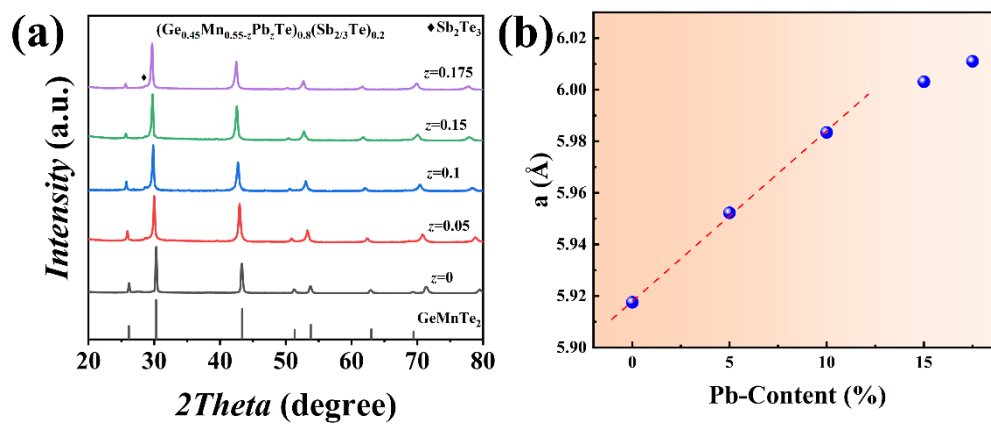 (a)
(Ge0.45Mn0.55-zPbzTe)0.8(Sb2/3Te)0.2
♦Sb2Te3
z=0.175
z=0.15
z=0.1
z=0.05
z=0
GeMnTe2
Intensity (a.u.)
20 30 40 50 60 70 80
2Theta (degree)
(b)
6.02
6.00
5.98
5.96
5.94
5.92
5.90
a (Å)
0 5 10 15
Pb-Content (%)